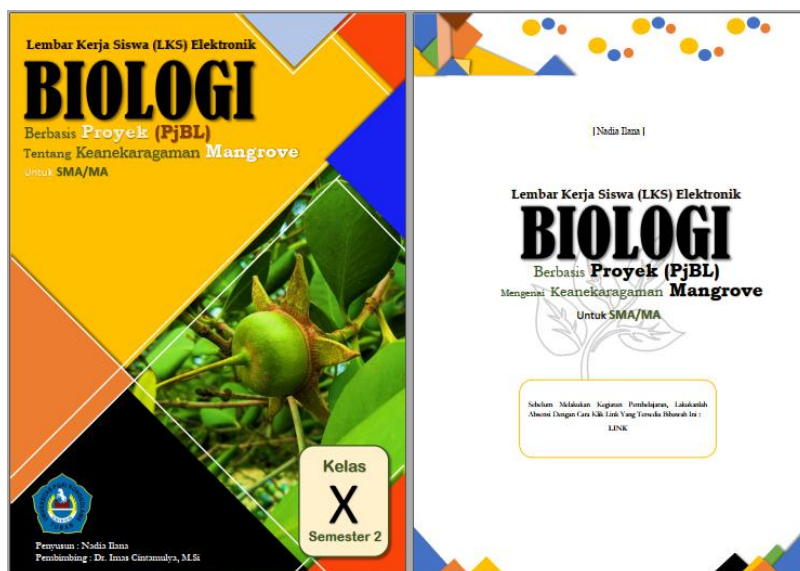 Lembar Kerja Siswa (LKS) Elektronik
BIOLOGI
Berbasis Proyek (PjBL)
Tentang Keanekaragaman Mangrove
Untuk SMA/MA
Kelas
X
Semester 2
Penyusun : Nadia Ilana
Pembimbing : Dr. Imas Cintamulya, M.Si
| Nadia Ilana |
Lembar Kerja Siswa (LKS) Elektronik
BIOLOGI
Berbasis Proyek (PjBL)
Mengenai Keanekaragaman Mangrove
Untuk SMA/MA
Sebelum Melakukan Kegiatan Pembelajaran, Lakukanlah
Absensi Dengan Cara Klik Link Yang Tersedia Dibawah Ini :
LINK